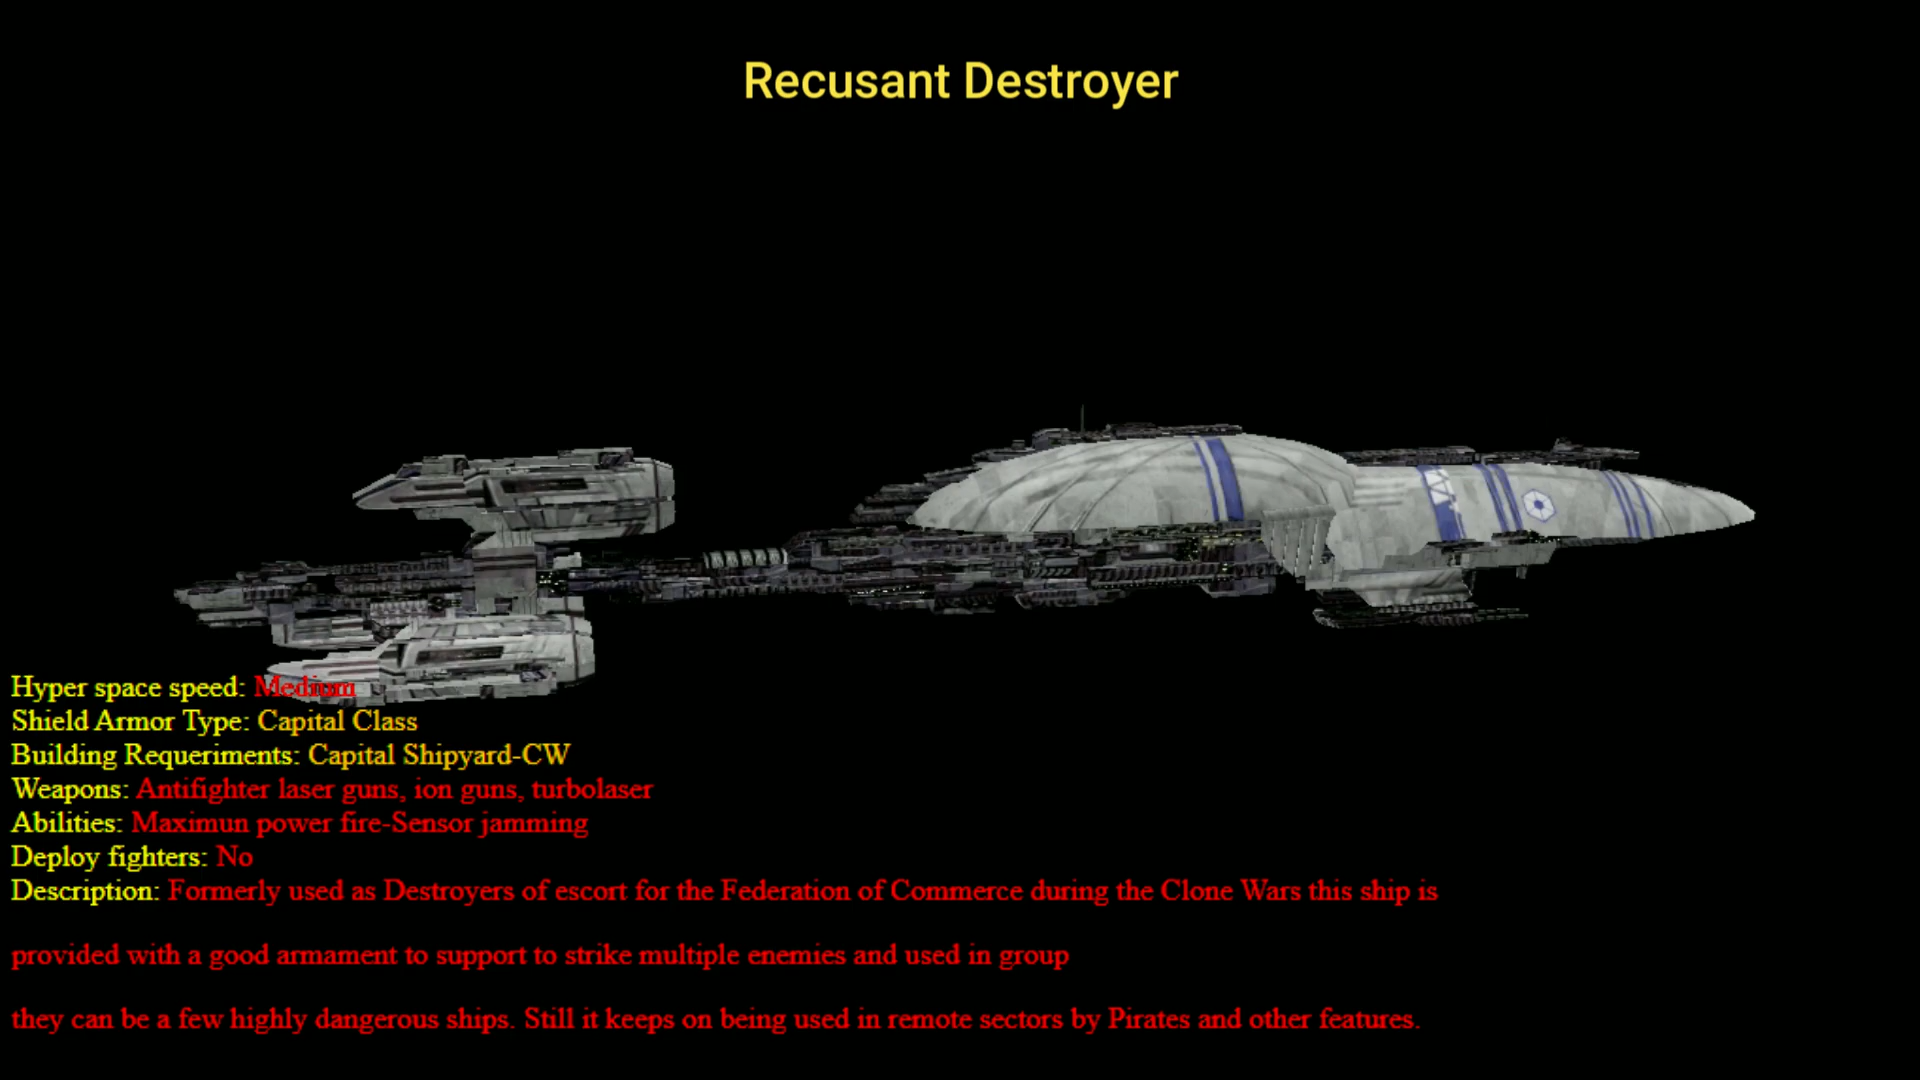 Recusant Destroyer
Hyper space speed: Medium
Shield Armor Type: Capital Class
Building Requeriments: Capital Shipyard-CW
Weapons: Antifighter laser guns, ion guns, turbolaser
Abilities: Maximun power fire-Sensor jamming
Deploy fighters: No
Description: Formerly used as Destroyers of escort for the Federation of Commerce during the Clone Wars this ship is
provided with a good armament to support to strike multiple enemies and used in group
they can be a few highly dangerous ships. Still it keeps on being used in remote sectors by Pirates and other features.